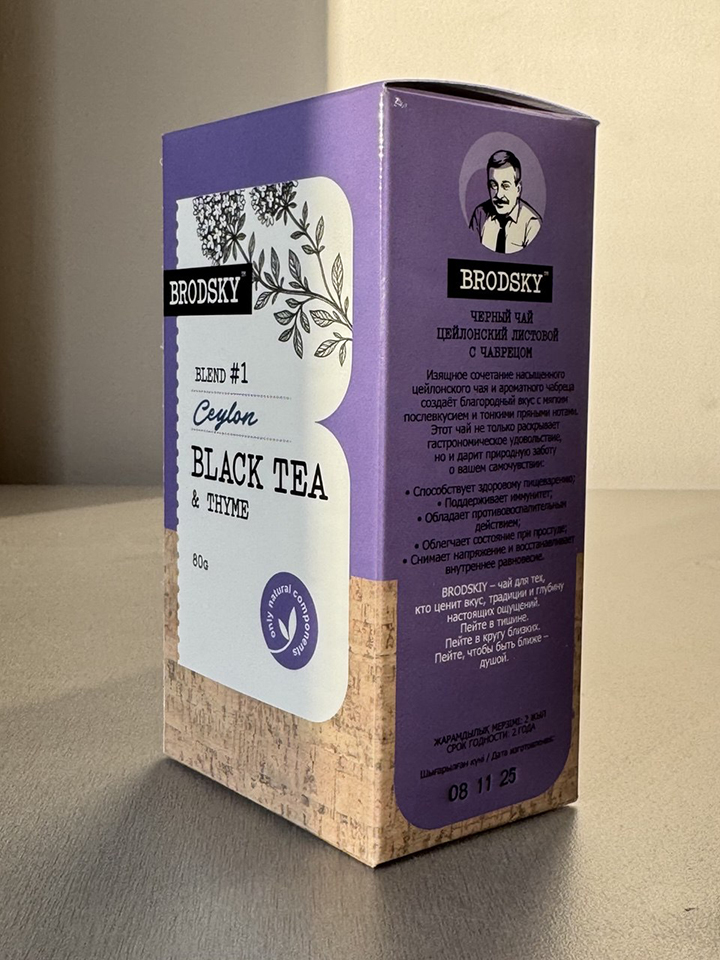 BRODSKY™
BLEND #1
Ceylon
BLACK TEA
& THYME
80G
only natural components
BRODSKY™
ЧЕРНЫЙ ЧАЙ
ЦЕЙЛОНСКИЙ ЛИСТОВОЙ
С ЧАБРЕЦОМ
Изящное сочетание насыщенного
цейлонского чая и ароматного чабреца
создаёт благородный вкус с мягким
послевкусием и тонкими пряными нотами.
Этот чай не только раскрывает
гастрономическое удовольствие,
но и дарит природную заботу
о вашем самочувствии:
• Способствует здоровому пищеварению;
• Поддерживает иммунитет;
• Обладает противовоспалительным
действием;
• Облегчает состояние при простуде;
• Снимает напряжение и восстанавливает
внутреннее равновесие.
BRODSKIY – чай для тех,
кто ценит вкус, традиции и глубину
настоящих ощущений.
Пейте в тишине.
Пейте в кругу близких.
Пейте, чтобы быть ближе –
душой.
ЖАРАМДЫЛЫҚ МЕРЗІМІ: 2 ЖЫЛ
СРОК ГОДНОСТИ: 2 ГОДА
Шығарылған күні / Дата изготовления:
08 11 25